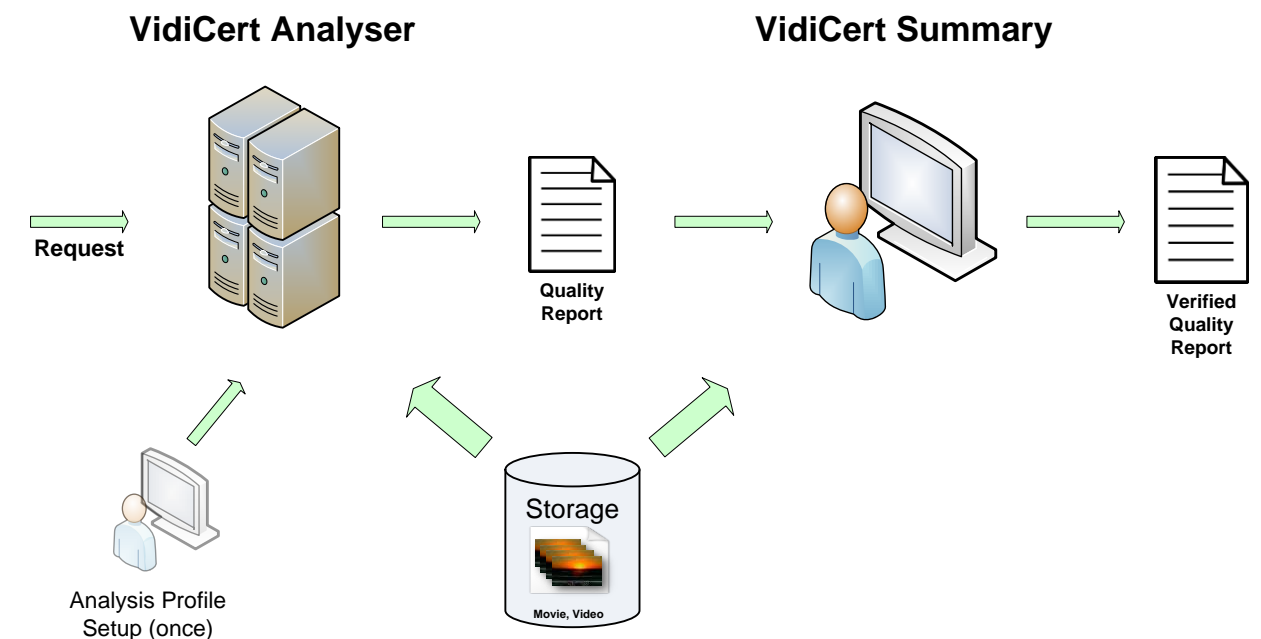 VidiCert Analyser
VidiCert Summary
Request
Quality
Report
Verified
Quality
Report
Storage
Movie, Video
Analysis Profile
Setup (once)